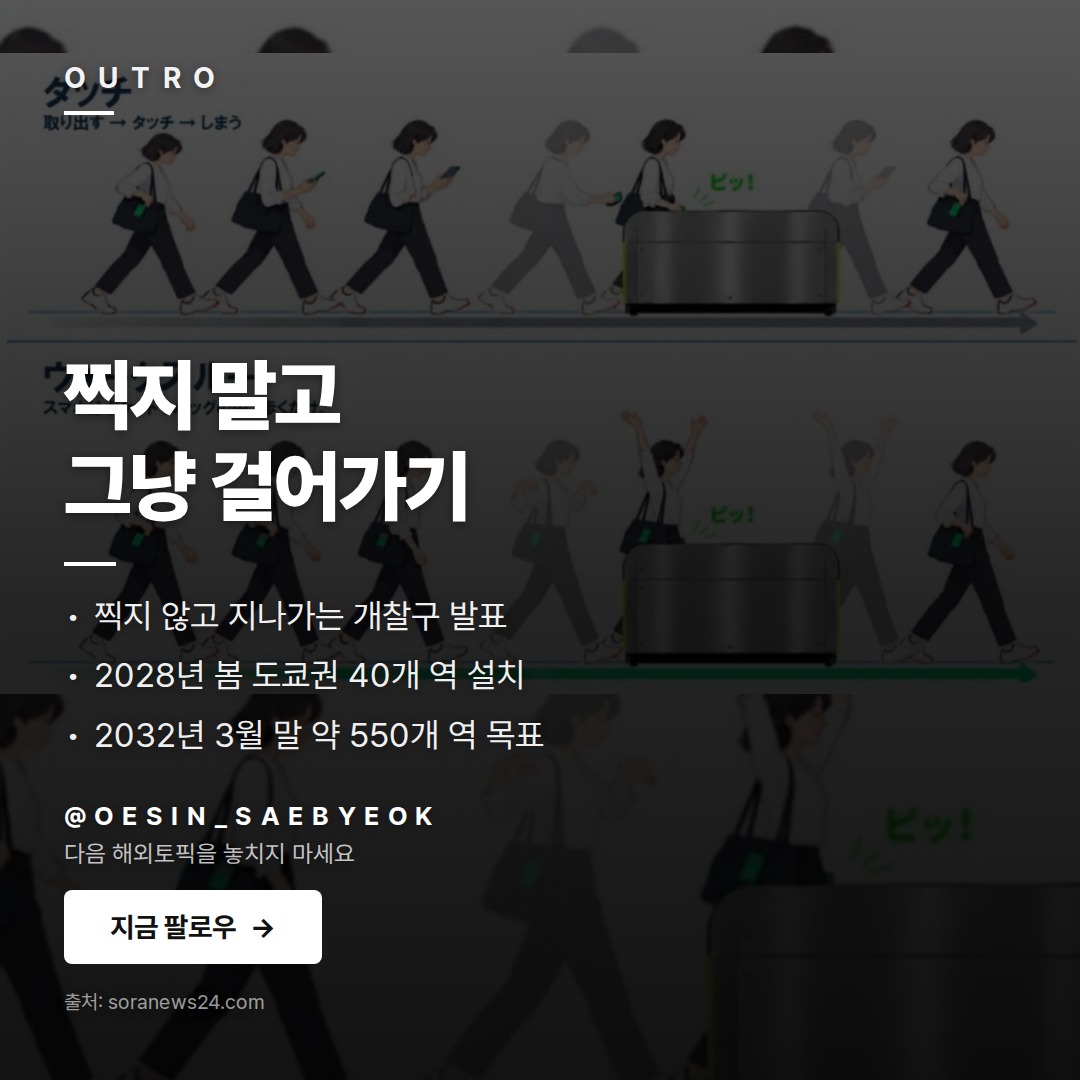 OUTRO
タッチ
取り出す → タッチ → しまう
ピッ!
찍지 말고
그냥 걸어가기
ピッ!
• 찍지 않고 지나가는 개찰구 발표
• 2028년 봄 도쿄권 40개 역 설치
• 2032년 3월 말 약 550개 역 목표
ピッ!
@OESIN_SAEBYEOK
다음 해외토픽을 놓치지 마세요
지금 팔로우 →
출처: soranews24.com